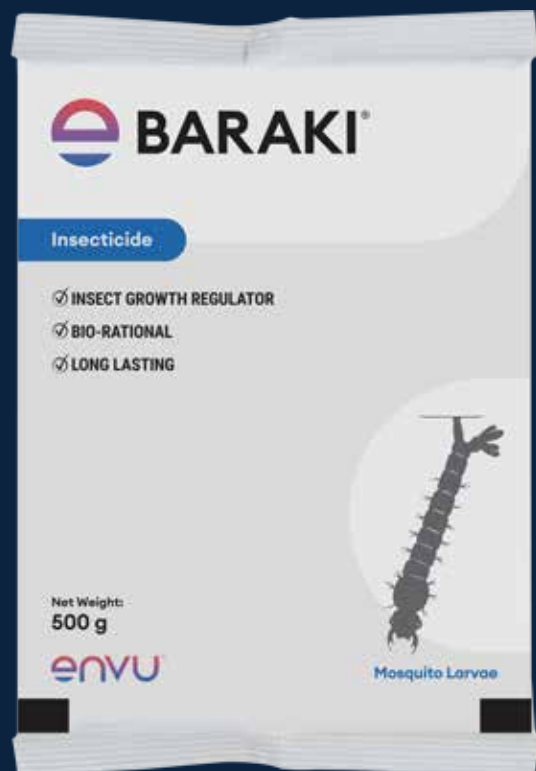 BARAKI®
Insecticide
INSECT GROWTH REGULATOR
BIO-RATIONAL
LONG LASTING
Net Weight:
500 g
envu
Mosquito Larvae